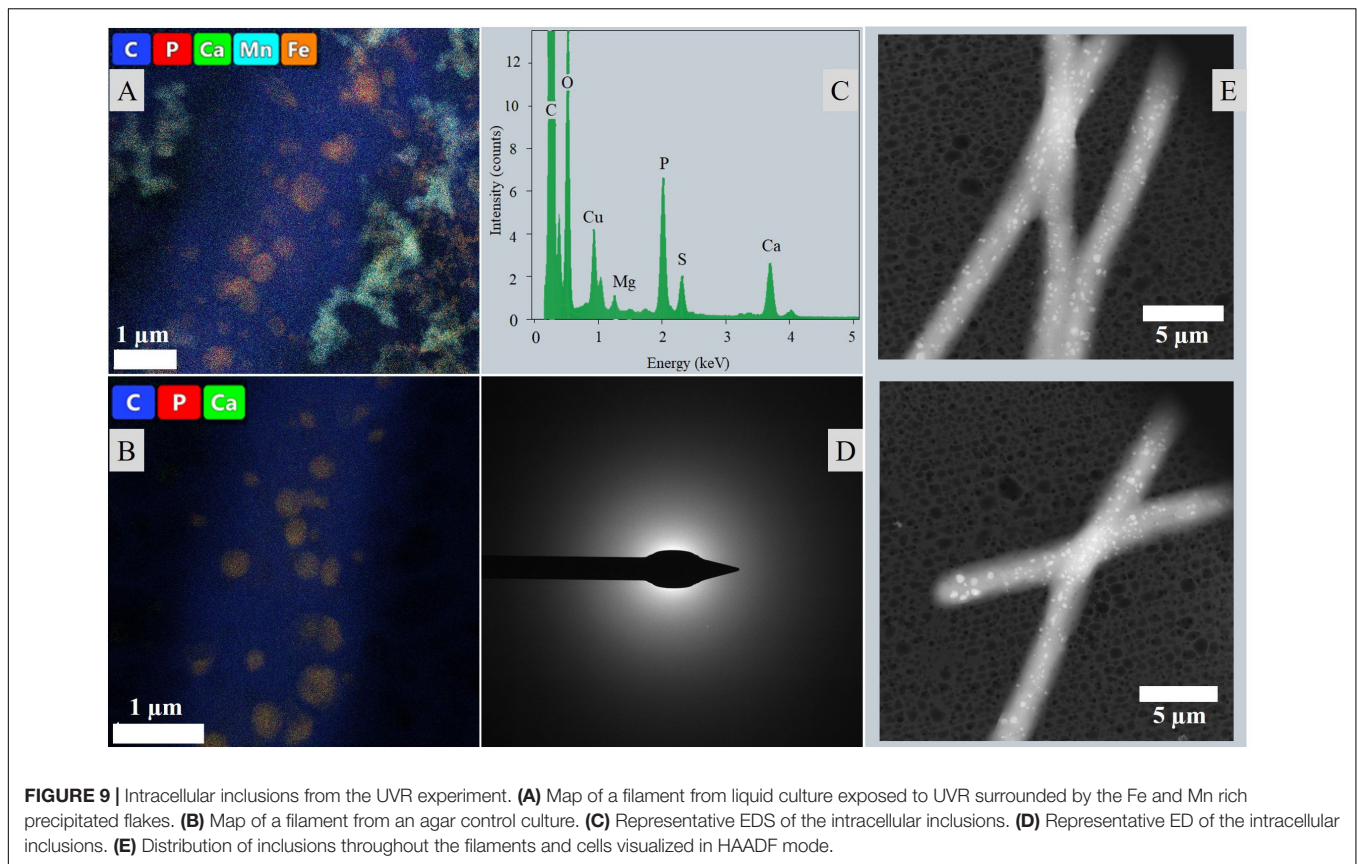 C P Ca Mn Fe
A
1 µm
C P Ca
B
1 µm
C
12
10
8
6
4
2
0
Intensity (counts)
C
O
Cu
Mg
P
S
Ca
0 1 2 3 4 5
Energy (keV)
D
E
5 µm
5 µm
FIGURE 9 | Intracellular inclusions from the UVR experiment. (A) Map of a filament from liquid culture exposed to UVR surrounded by the Fe and Mn rich
precipitated flakes. (B) Map of a filament from an agar control culture. (C) Representative EDS of the intracellular inclusions. (D) Representative ED of the intracellular
inclusions. (E) Distribution of inclusions throughout the filaments and cells visualized in HAADF mode.